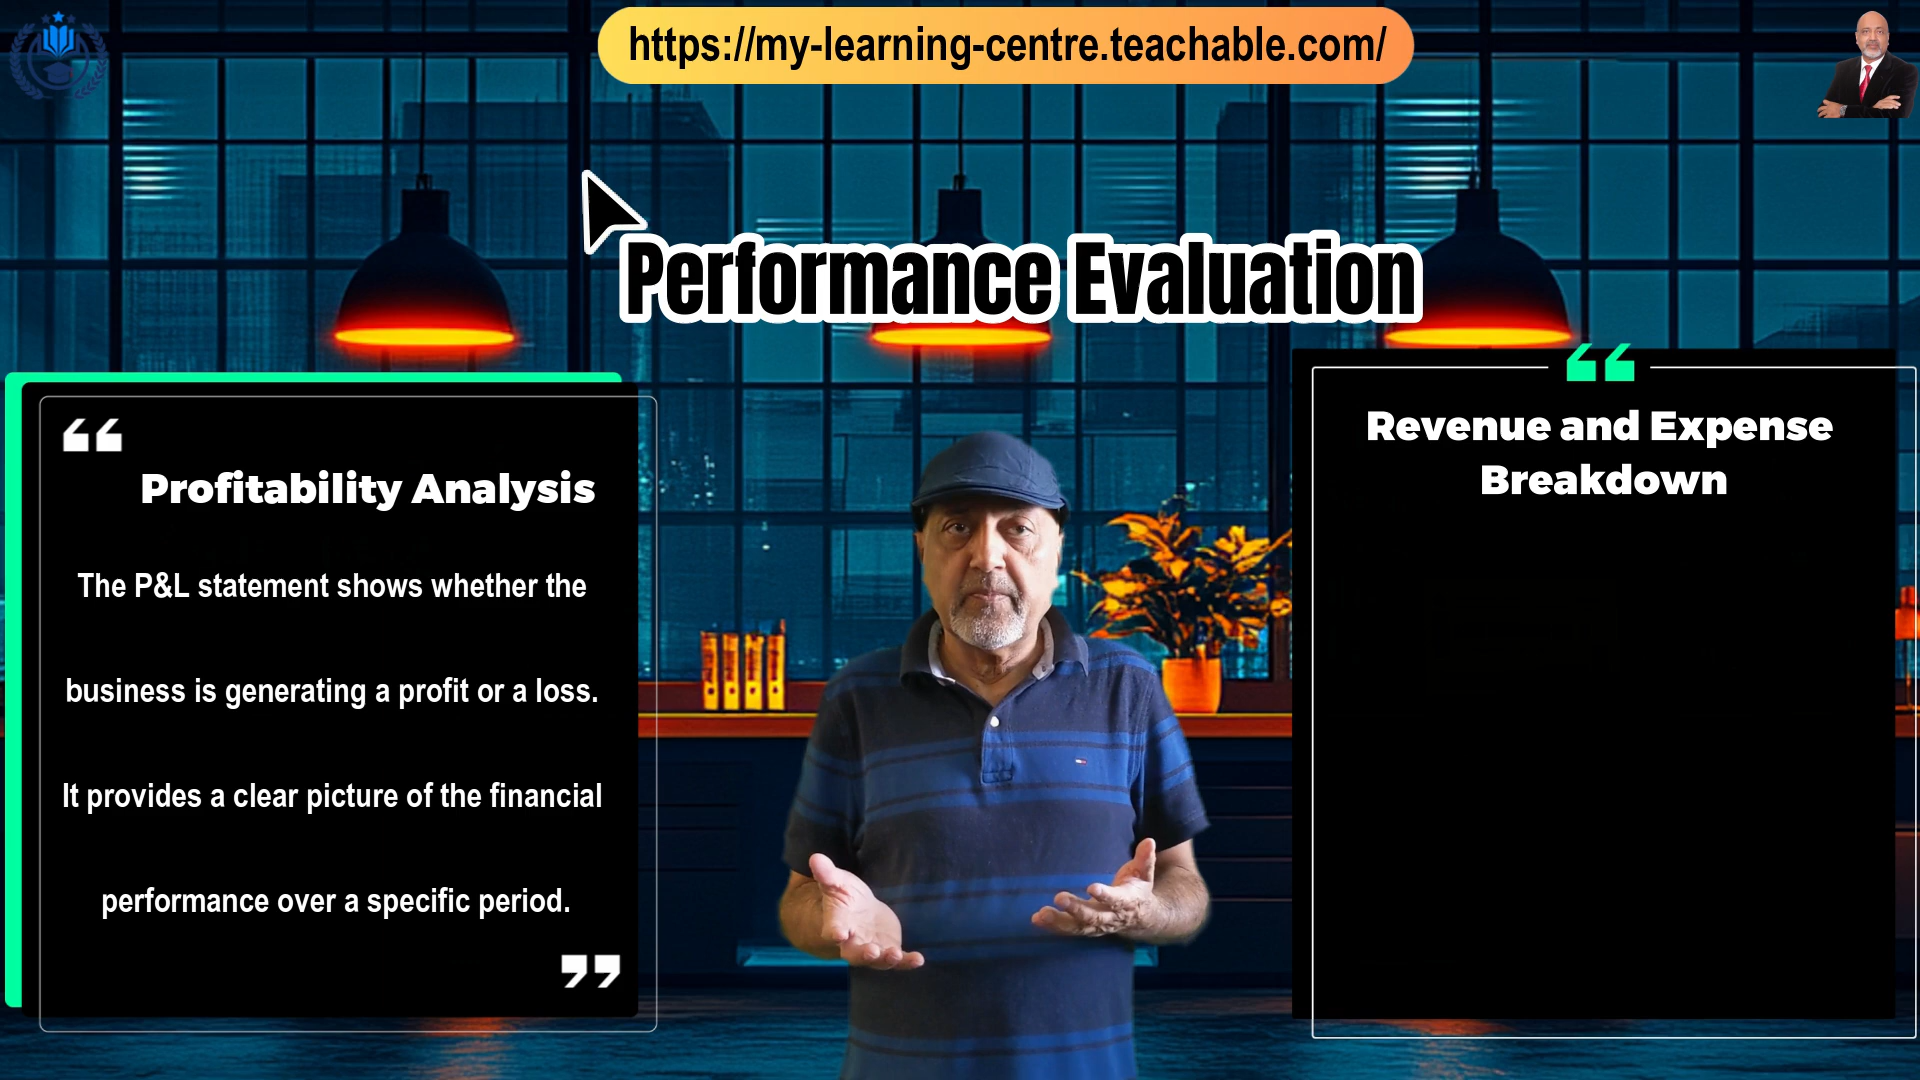 https://my-learning-centre.teachable.com/
Performance Evaluation
Profitability Analysis
The P&L statement shows whether the
business is generating a profit or a loss.
It provides a clear picture of the financial
performance over a specific period.
Revenue and Expense
Breakdown